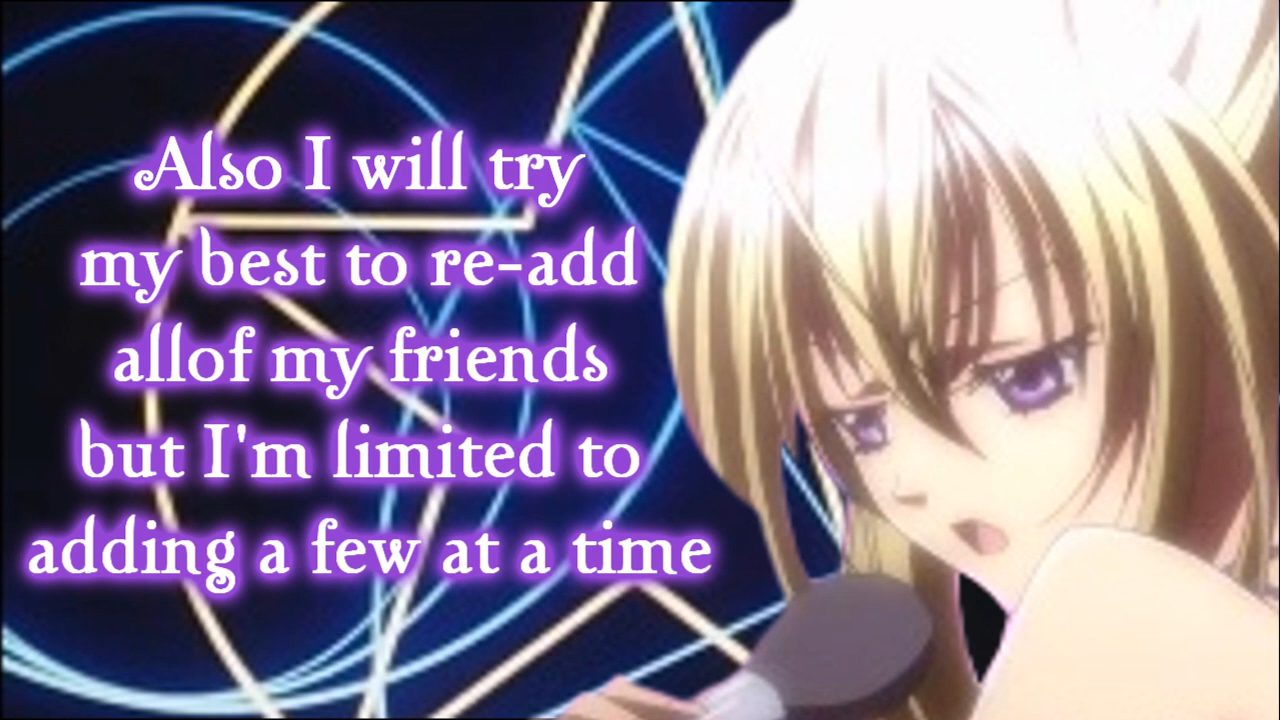 Also I will try
my best to re-add
allof my friends
but I'm limited to
adding a few at a time